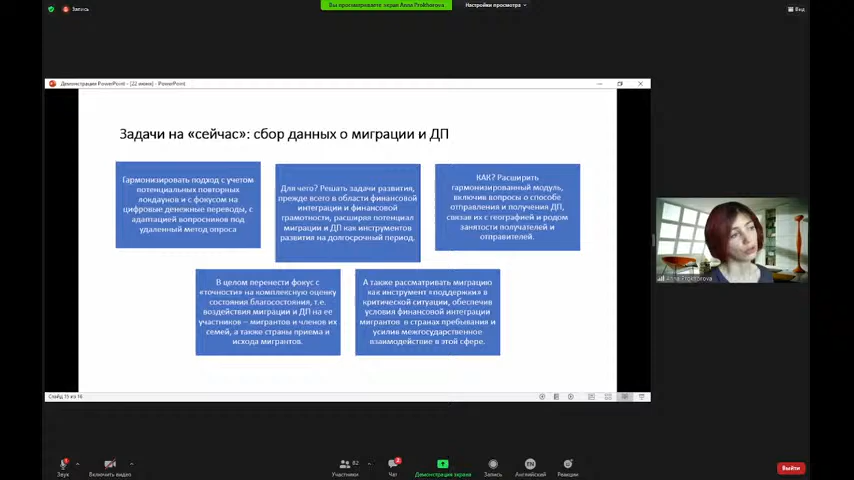 Запись
Вы просматриваете экран Anna Prokhorova
Настройки просмотра
Вид
Демонстрация PowerPoint - [22 июня] - PowerPoint
Задачи на «сейчас»: сбор данных о миграции и ДП
Гармонизировать подход с учетом
потенциальных повторных
локдаунов и с фокусом на
цифровые денежные переводы, с
адаптацией вопросников под
удаленный метод опроса
Для чего? Решать задачи развития,
прежде всего в области финансовой
интеграции и финансовой
грамотности, расширяя потенциал
миграции и ДП как инструментов
развития на долгосрочный период.
КАК? Расширить
гармонизированный модуль,
включив вопросы о способе
отправления и получения ДП,
связав их с географией и родом
занятости получателей и
отправителей.
В целом перенести фокус с
«точности» на комплексную оценку
состояния благосостояния, т.е.
воздействия миграции и ДП на ее
участников – мигрантов и членов их
семей, а также страны приема и
исхода мигрантов.
А также рассматривать миграцию
как инструмент «поддержки» в
критической ситуации, обеспечив
условия финансовой интеграции
мигрантов в странах пребывания и
усилив межгосударственное
взаимодействие в этой сфере.
Anna Prokhorova
Слайд 15 из 16
Звук
Включить видео
Участники
82
Чат
2
Демонстрация экрана
Запись
EN
Английский
Реакции
Выйти